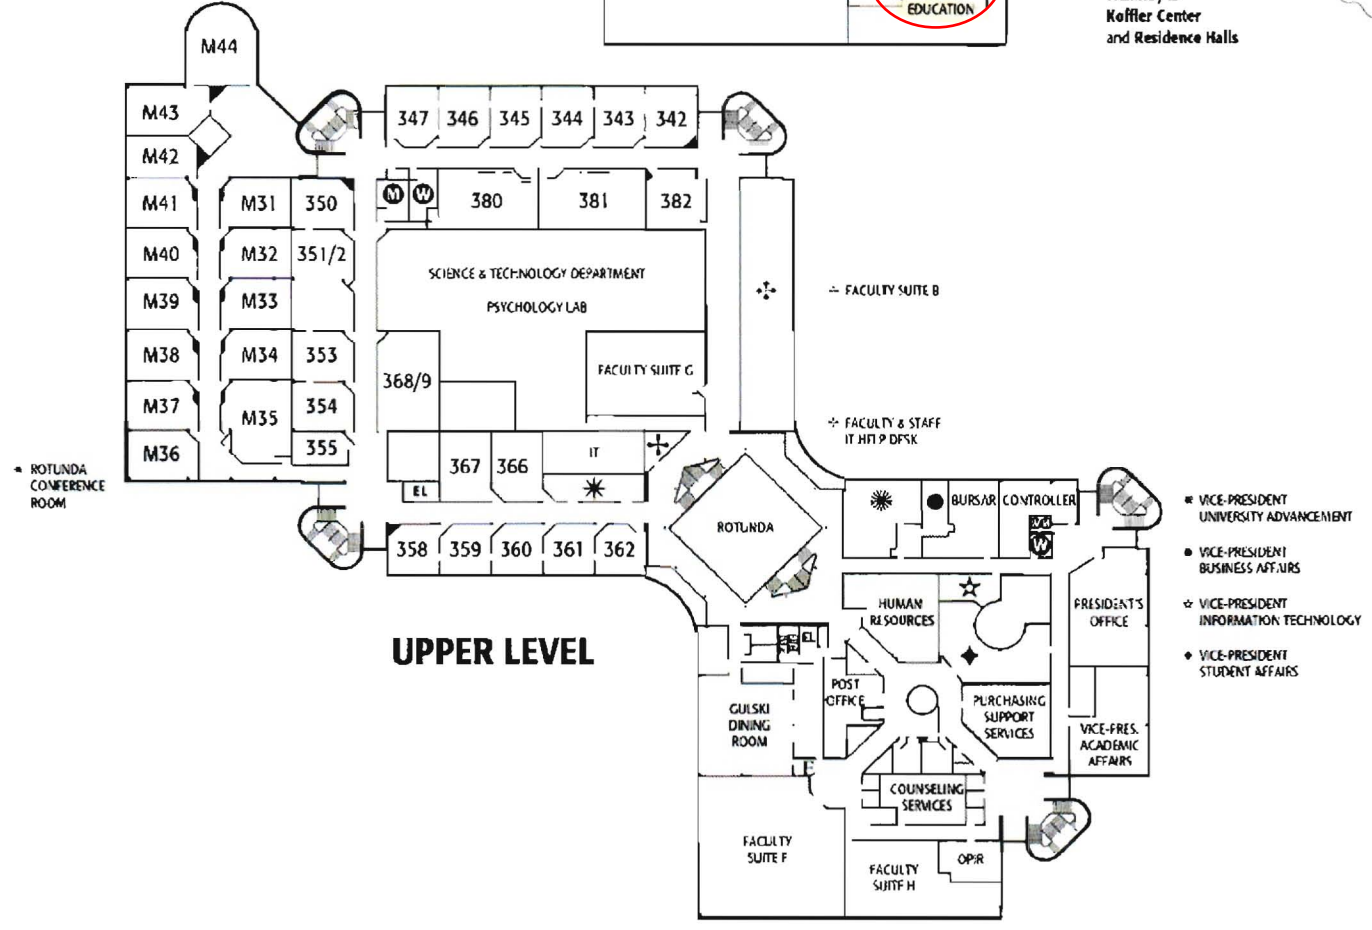 EDUCATION
Koffler Center
and Residence Halls
M44
M43
M42
M41
M40
M39
M38
M37
M36
M31
M32
M33
M34
M35
350
351/2
353
354
355
347 346 345 344 343 342
M W
380 381 382
SCIENCE & TECHNOLOGY DEPARTMENT
PSYCHOLOGY LAB
FACULTY SUITE G
368/9
EL
367 366
IT
358 359 360 361 362
ROTUNDA
FACULTY SUITE B
FACULTY & STAFF
IT HELP DESK
ROTUNDA
CONFERENCE
ROOM
UPPER LEVEL
BURSAR
CONTROLLER
W
HUMAN
RESOURCES
PRESIDENT'S
OFFICE
VICE-PRESIDENT
UNIVERSITY ADVANCEMENT
VICE-PRESIDENT
BUSINESS AFFAIRS
VICE-PRESIDENT
INFORMATION TECHNOLOGY
VICE-PRESIDENT
STUDENT AFFAIRS
EL
POST
OFFICE
GULSKI
DINING
ROOM
PURCHASING
SUPPORT
SERVICES
VICE-PRES.
ACADEMIC
AFFAIRS
COUNSELING
SERVICES
FACULTY
SUITE F
FACULTY
SUITE H
OPIR